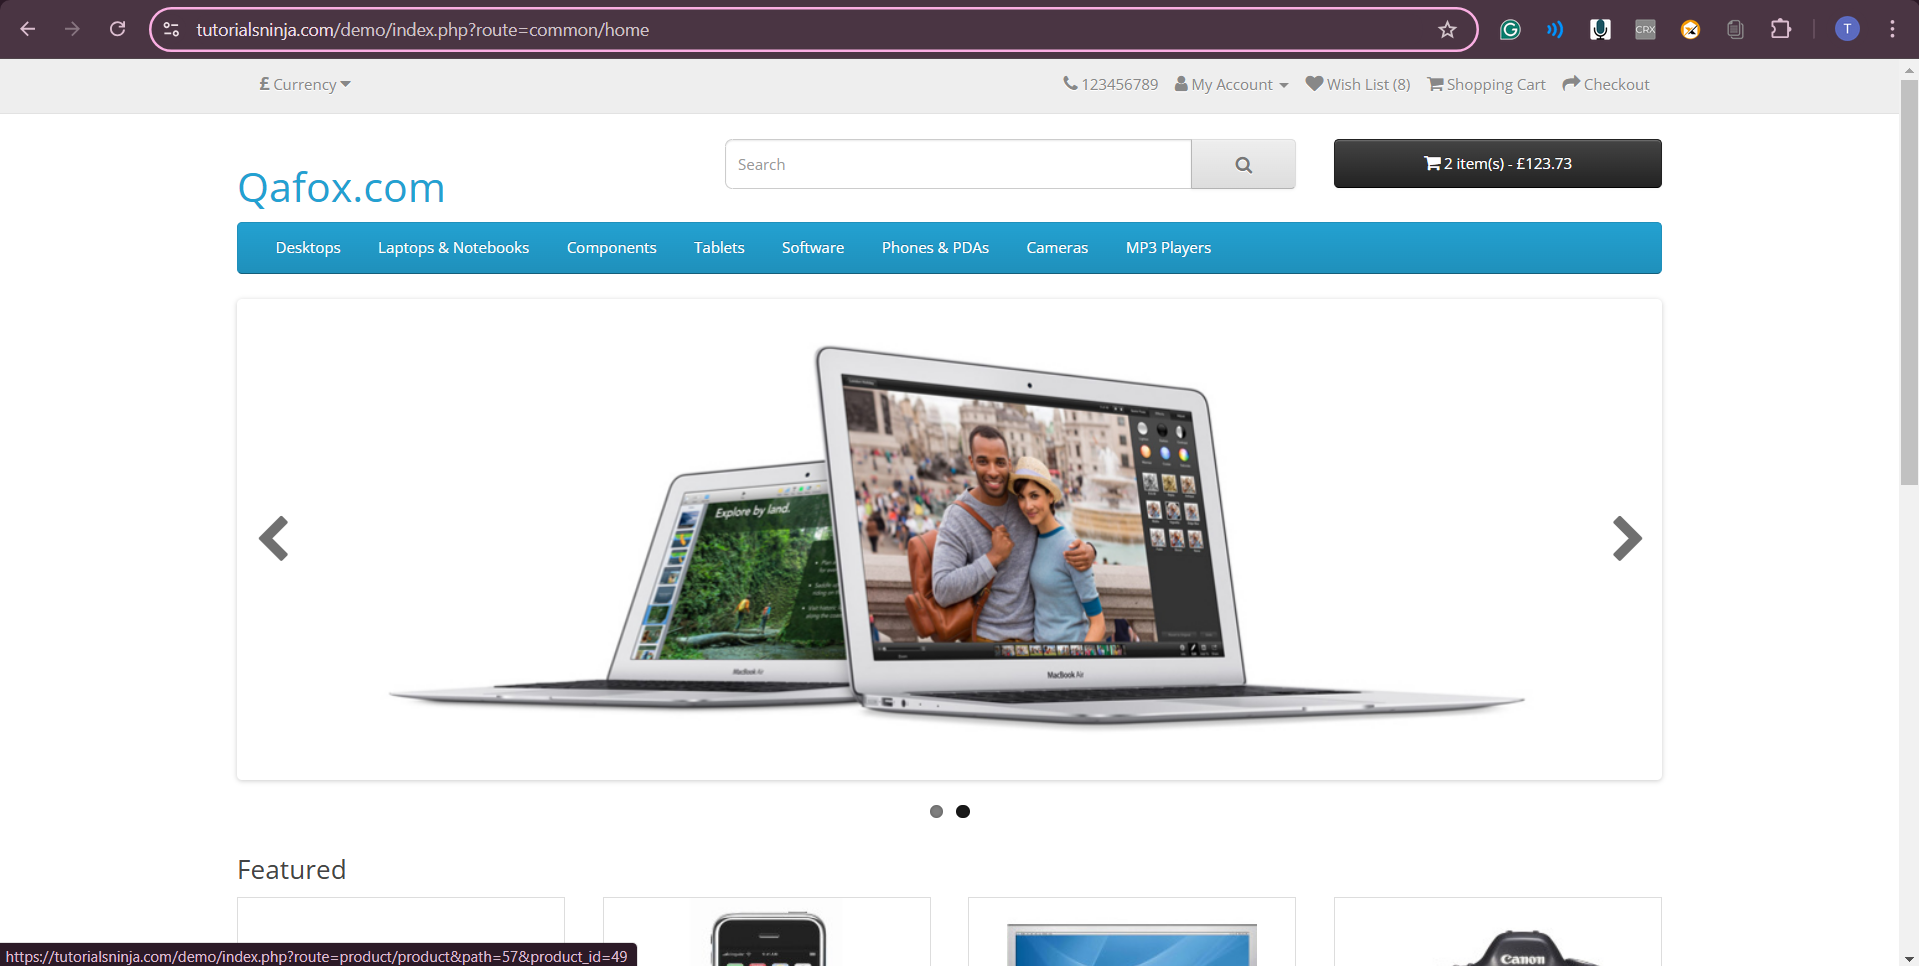 tutorialsninja.com/demo/index.php?route=common/home
CRX
T
£ Currency
123456789 My Account Wish List (8) Shopping Cart Checkout
Qafox.com
Search
2 item(s) - £123.73
Desktops Laptops & Notebooks Components Tablets Software Phones & PDAs Cameras MP3 Players
Explore by land.
MacBook Air
MacBook Air
Featured
Canon
https://tutorialsninja.com/demo/index.php?route=product/product&path=57&product_id=49